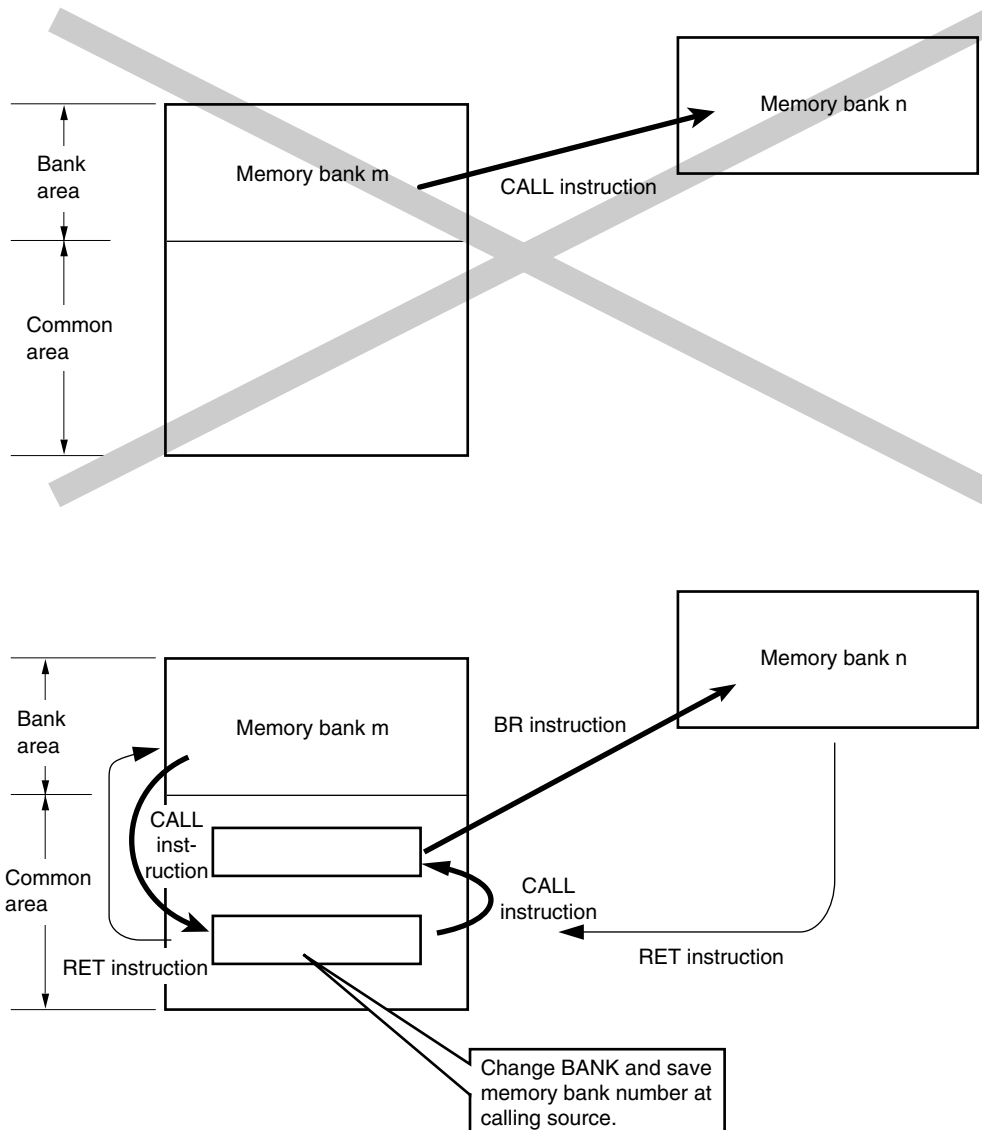 Memory bank n
Bank
area
Memory bank m
CALL instruction
Common
area
Memory bank n
Bank
area
Memory bank m
BR instruction
CALL
inst-
ruction
Common
area
CALL
instruction
RET instruction
RET instruction
Change BANK and save
memory bank number at
calling source.